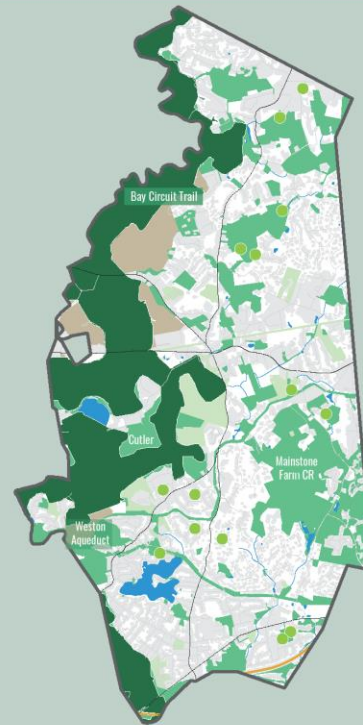 Bay Circuit Trail
Cutler
Mainstone
Farm CR
Weston
Aqueduct